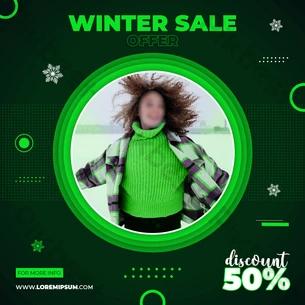 WINTER SALE
OFFER
FOR MORE INFO
WWW.LOREMIPSUM.COM
discount
50%